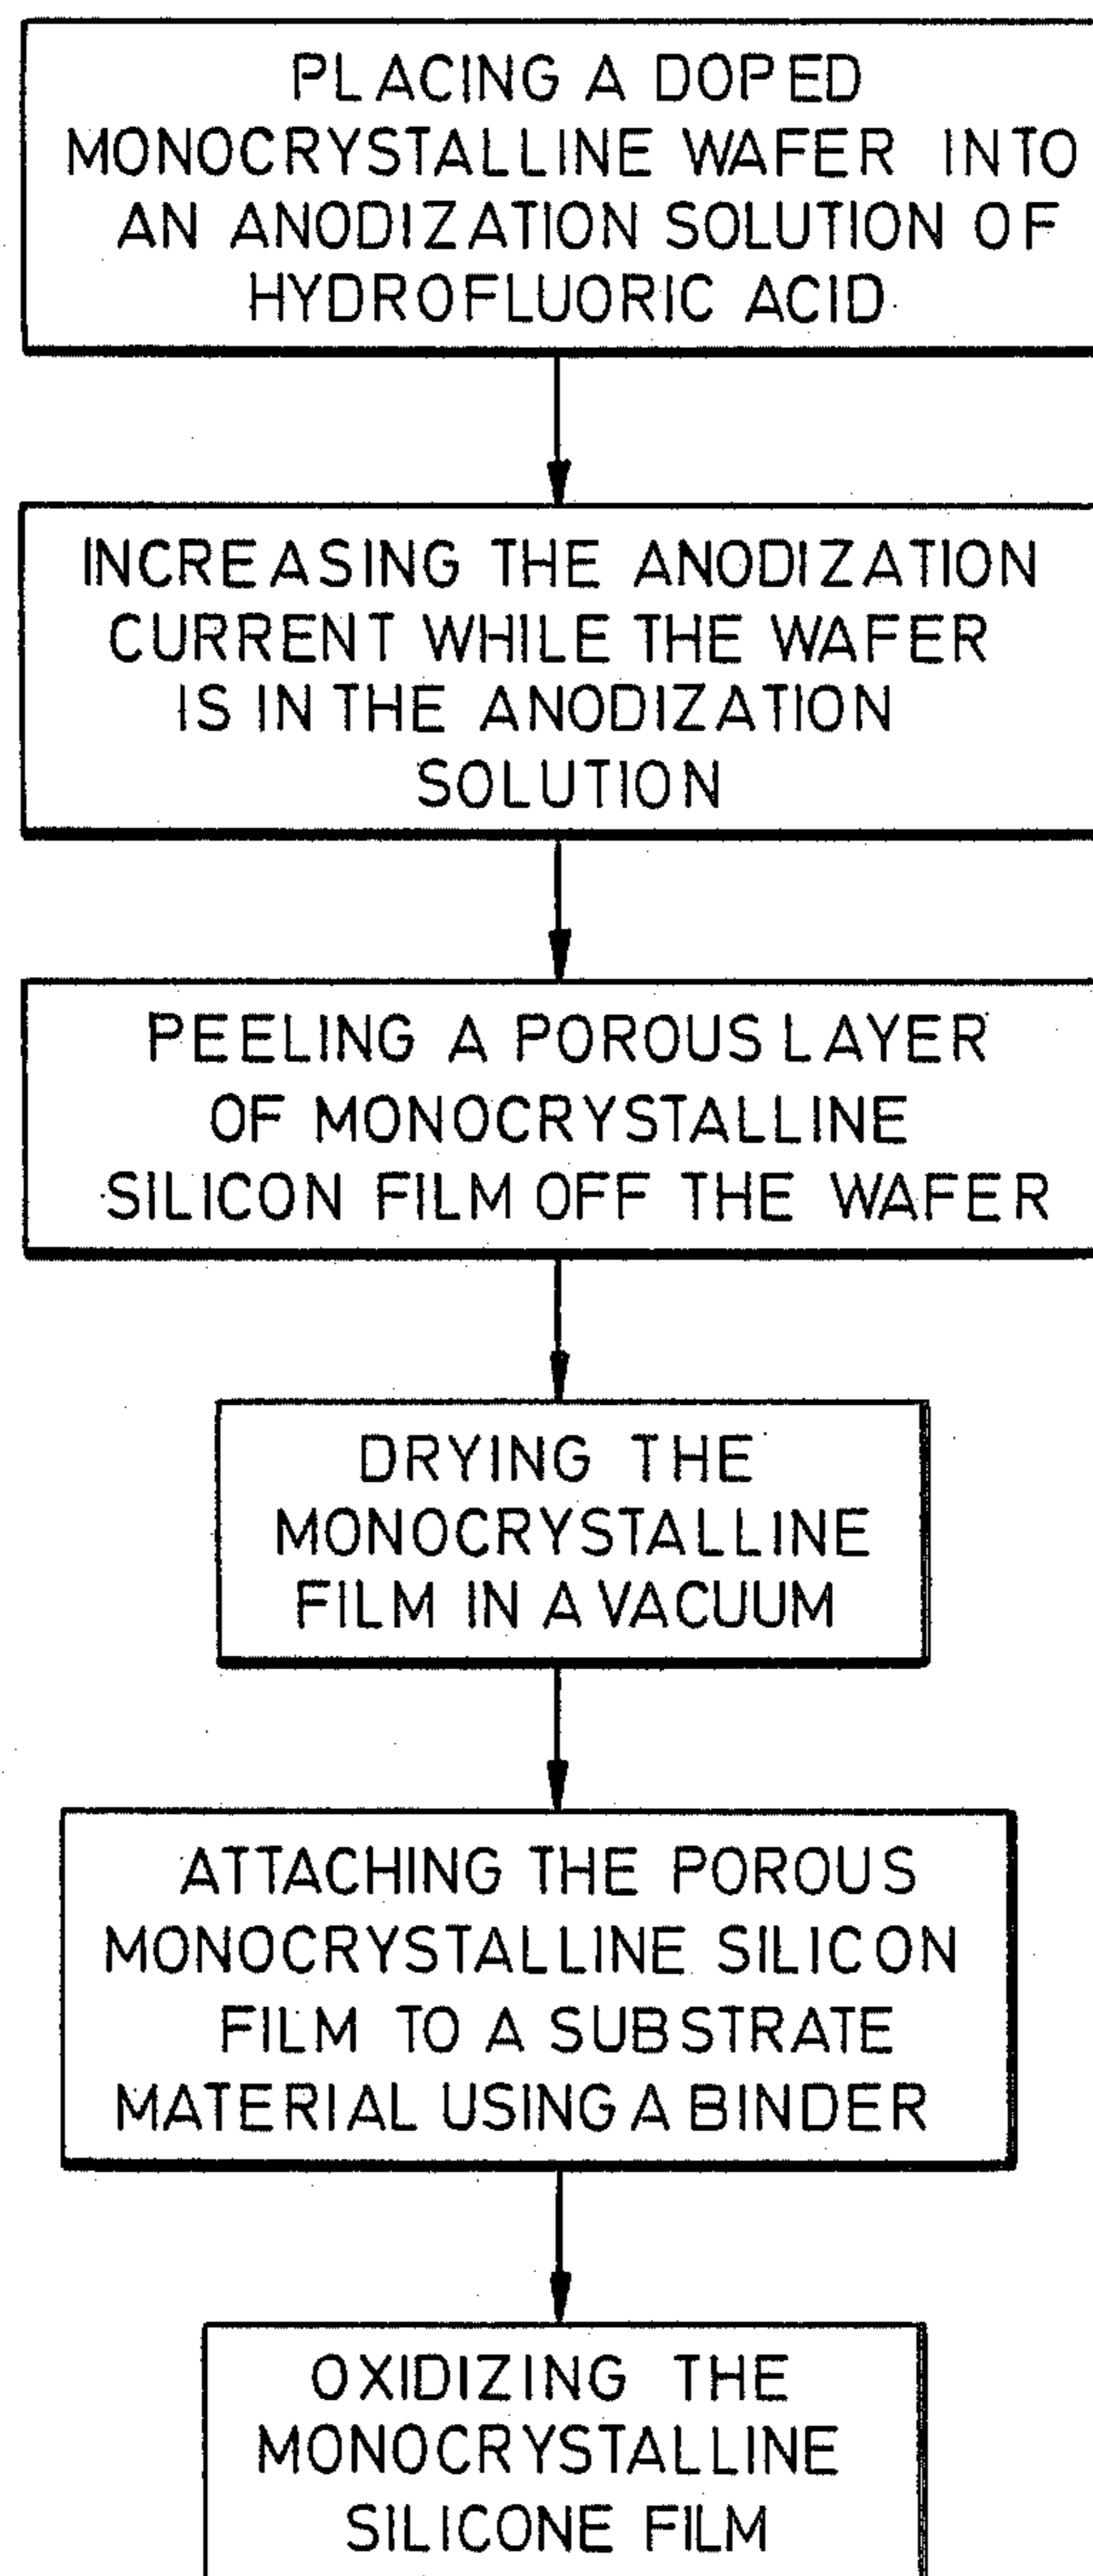 PLACING A DOPED
MONOCRYSTALLINE WAFER INTO
AN ANODIZATION SOLUTION OF
HYDROFLUORIC ACID
INCREASING THE ANODIZATION
CURRENT WHILE THE WAFER
IS IN THE ANODIZATION
SOLUTION
PEELING A POROUS LAYER
OF MONOCRYSTALLINE
SILICON FILM OFF THE WAFER
DRYING THE
MONOCRYSTALLINE
FILM IN A VACUUM
ATTACHING THE POROUS
MONOCRYSTALLINE SILICON
FILM TO A SUBSTRATE
MATERIAL USING A BINDER
OXIDIZING THE
MONOCRYSTALLINE
SILICONE FILM